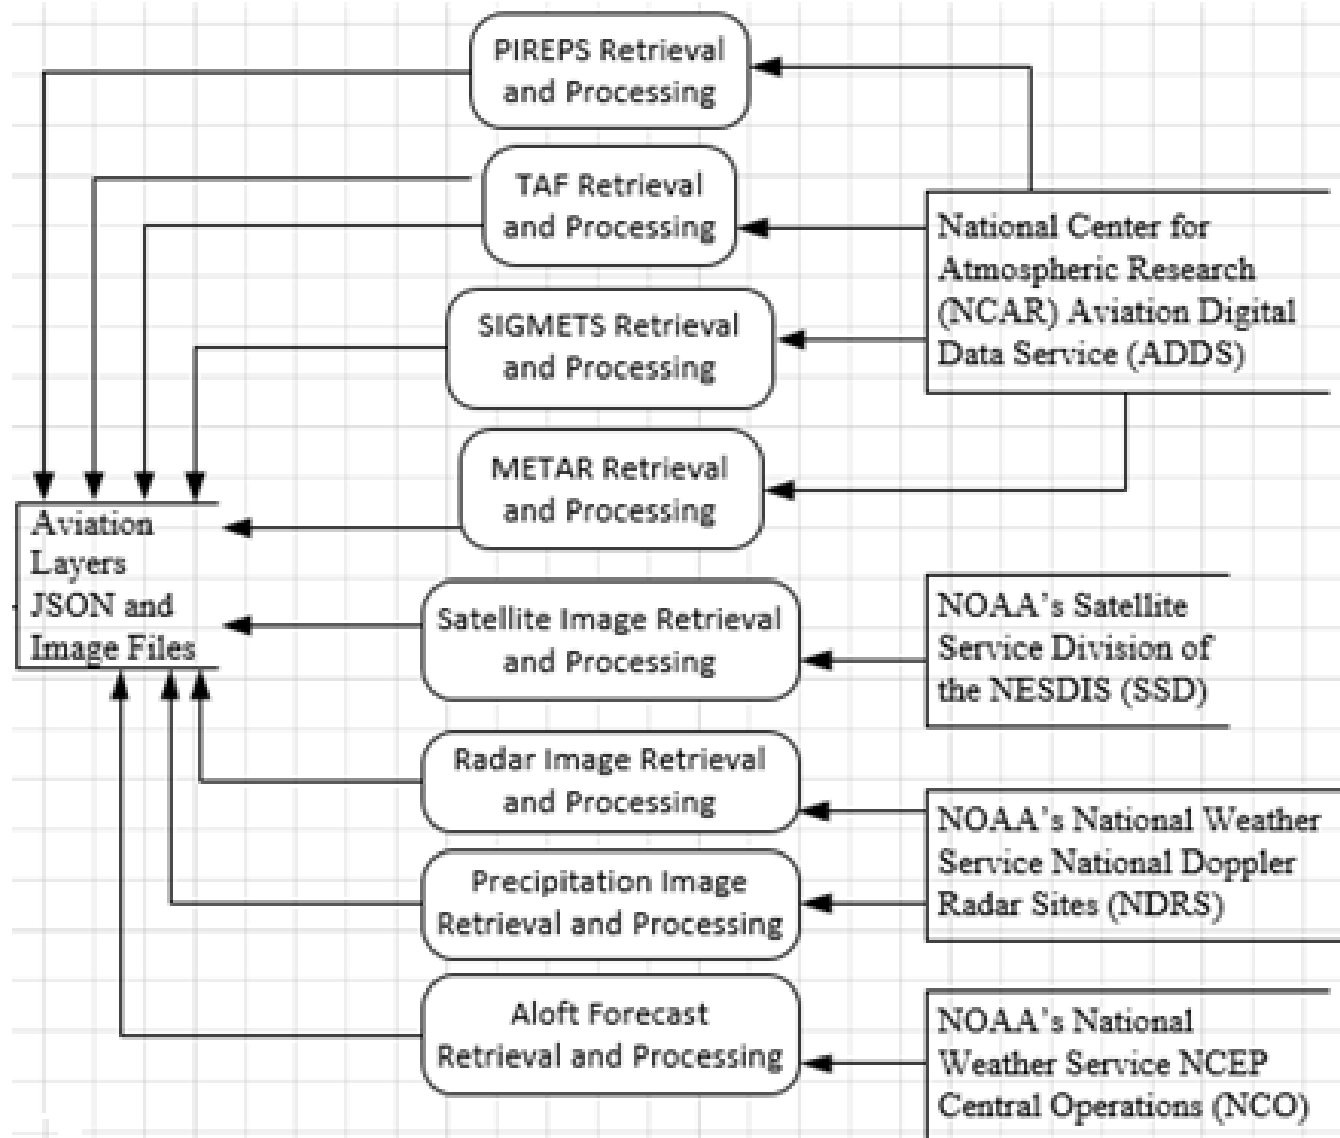 PIREPS Retrieval
and Processing
TAF Retrieval
and Processing
National Center for
Atmospheric Research
(NCAR) Aviation Digital
Data Service (ADDS)
SIGMETS Retrieval
and Processing
METAR Retrieval
and Processing
Aviation
Layers
JSON and
Image Files
Satellite Image Retrieval
and Processing
NOAA's Satellite
Service Division of
the NESDIS (SSD)
Radar Image Retrieval
and Processing
NOAA's National Weather
Service National Doppler
Radar Sites (NDRS)
Precipitation Image
Retrieval and Processing
Aloft Forecast
Retrieval and Processing
NOAA's National
Weather Service NCEP
Central Operations (NCO)